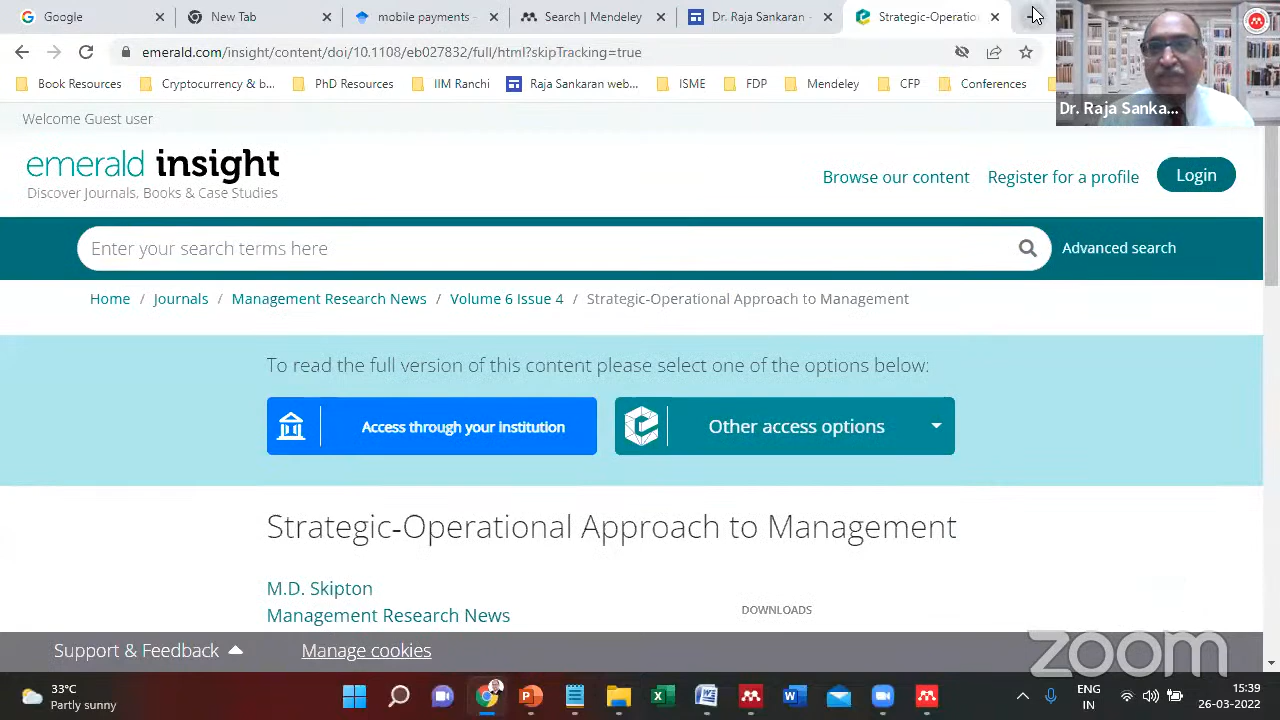 Google
New Tab
mobile payments
Search | Mendeley
Dr. Raja Sankaran
Strategic-Operatio
emerald.com/insight/content/doi/10.1108/eb027832/full/html?skipTracking=true
Book Resources
Cryptocurrency & b...
PhD Resources
IIM Ranchi
Raja Sankaran web...
ISME
FDP
Mendeley
CFP
Conferences
Dr. Raja Sanka...
Welcome Guest user
emerald insight
Discover Journals, Books & Case Studies
Browse our content
Register for a profile
Login
Enter your search terms here
Advanced search
Home / Journals / Management Research News / Volume 6 Issue 4 / Strategic-Operational Approach to Management
To read the full version of this content please select one of the options below:
Access through your institution
Other access options
Strategic-Operational Approach to Management
M.D. Skipton
Management Research News
DOWNLOADS
Support & Feedback
Manage cookies
zoom
33°C
Partly sunny
ENG
IN
15:39
26-03-2022